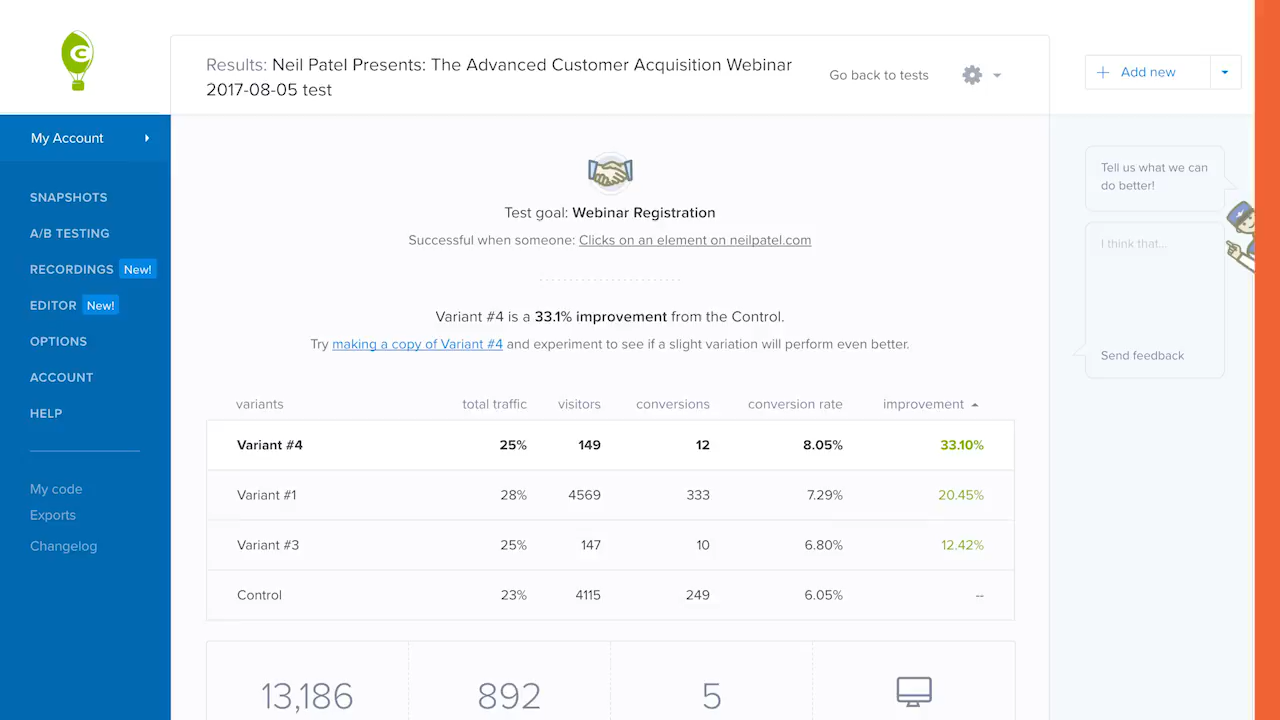 Results: Neil Patel Presents: The Advanced Customer Acquisition Webinar
2017-08-05 test
Go back to tests
Add new
My Account
SNAPSHOTS
A/B TESTING
RECORDINGS New!
EDITOR New!
OPTIONS
ACCOUNT
HELP
My code
Exports
Changelog
Test goal: Webinar Registration
Successful when someone: Clicks on an element on neilpatel.com
Variant #4 is a 33.1% improvement from the Control.
Try making a copy of Variant #4 and experiment to see if a slight variation will perform even better.
variants total traffic visitors conversions conversion rate improvement
Variant #4 25% 149 12 8.05% 33.10%
Variant #1 28% 4569 333 7.29% 20.45%
Variant #3 25% 147 10 6.80% 12.42%
Control 23% 4115 249 6.05% --
13,186 892 5
Tell us what we can
do better!
I think that...
Send feedback